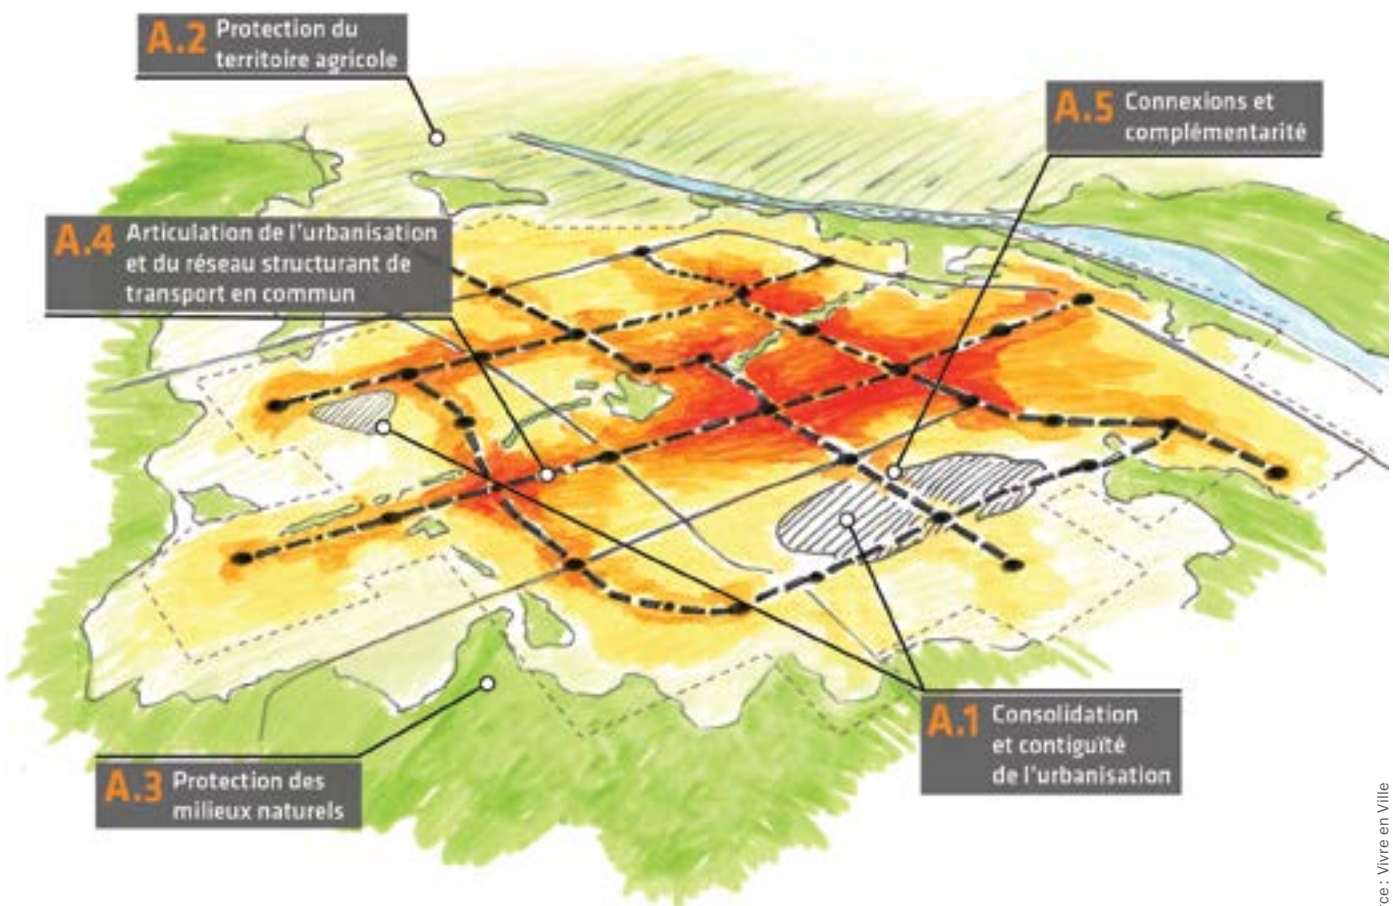 A.2 Protection du
territoire agricole
A.5 Connexions et
complémentarité
A.4 Articulation de l'urbanisation
et du réseau structurant de
transport en commun
A.1 Consolidation
et contiguïté
de l'urbanisation
A.3 Protection des
milieux naturels
rce: Vivre en Ville